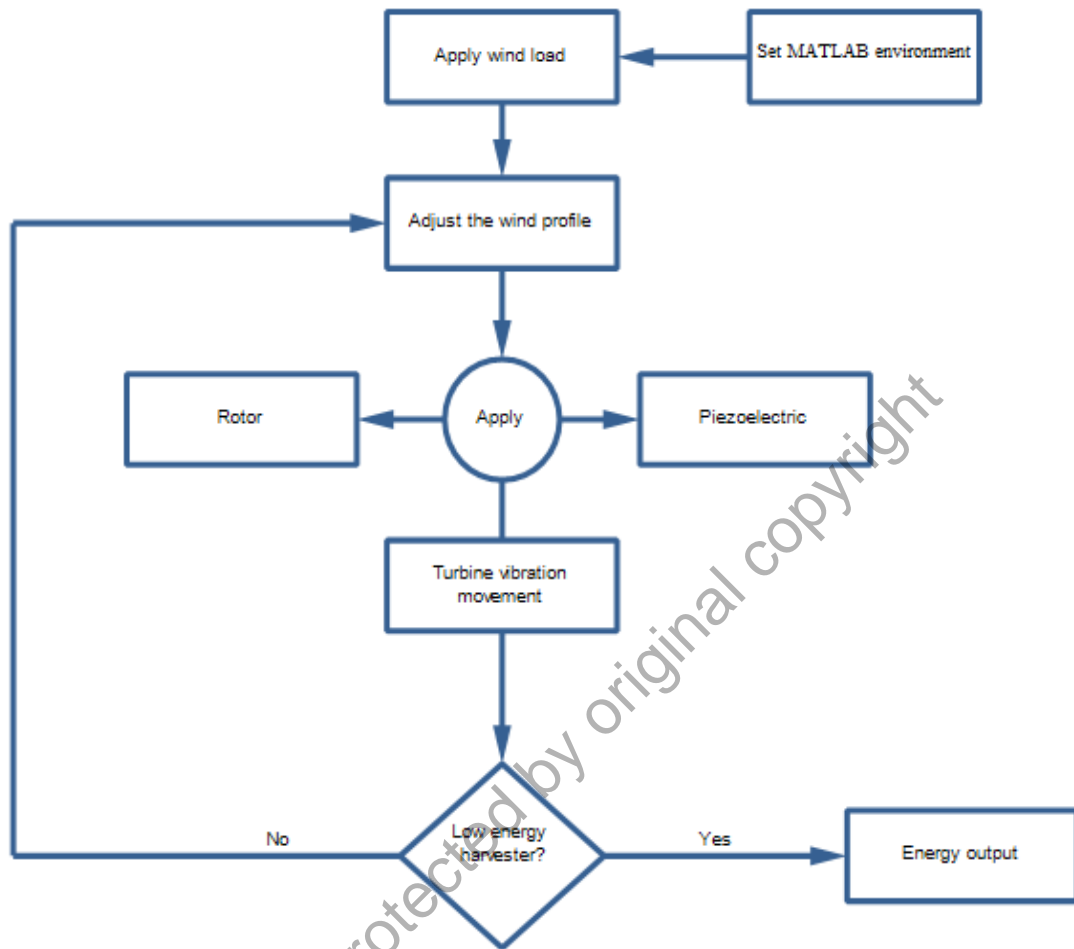 Apply wind load
Set MATLAB environment
Adjust the wind profile
Rotor
Apply
Piezoelectric
Turbine vibration
movement
Low energy
harvester?
No
Yes
Energy output
rotected by original copyright